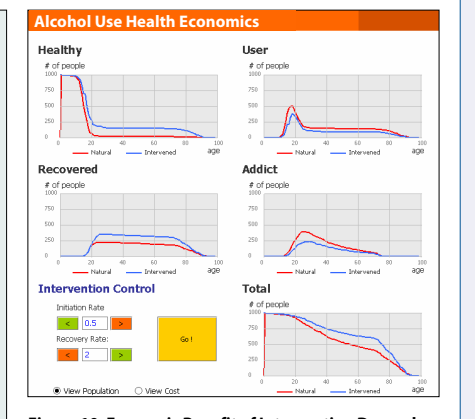 Alcohol Use Health Economics
Healthy
# of people
1000
750
500
250
0
0 20 40 60 80 100
Natural Intervened age
User
# of people
1000
750
500
250
0
0 20 40 60 80 100
Natural Intervened age
Recovered
# of people
1000
750
500
250
0
0 20 40 60 80 100
Natural Intervened age
Addict
# of people
1000
750
500
250
0
0 20 40 60 80 100
Natural Intervened age
Intervention Control
Initiation Rate
< 0.5 >
Recovery Rate:
< 2 >
Go !
View Population View Cost
Total
# of people
1000
750
500
250
0
0 20 40 60 80 100
Natural Intervened age